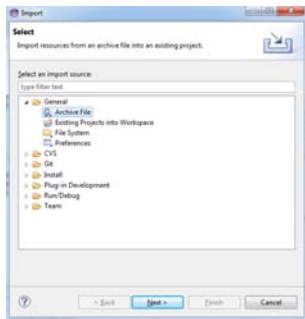 Import
Select
Import resources from an archive file into an existing project.
Select an import source:
type filter text
General
Archive File
Existing Projects into Workspace
File System
Preferences
CVS
Git
Install
Plug-in Development
Run/Debug
Team
?
< Back
Next >
Finish
Cancel